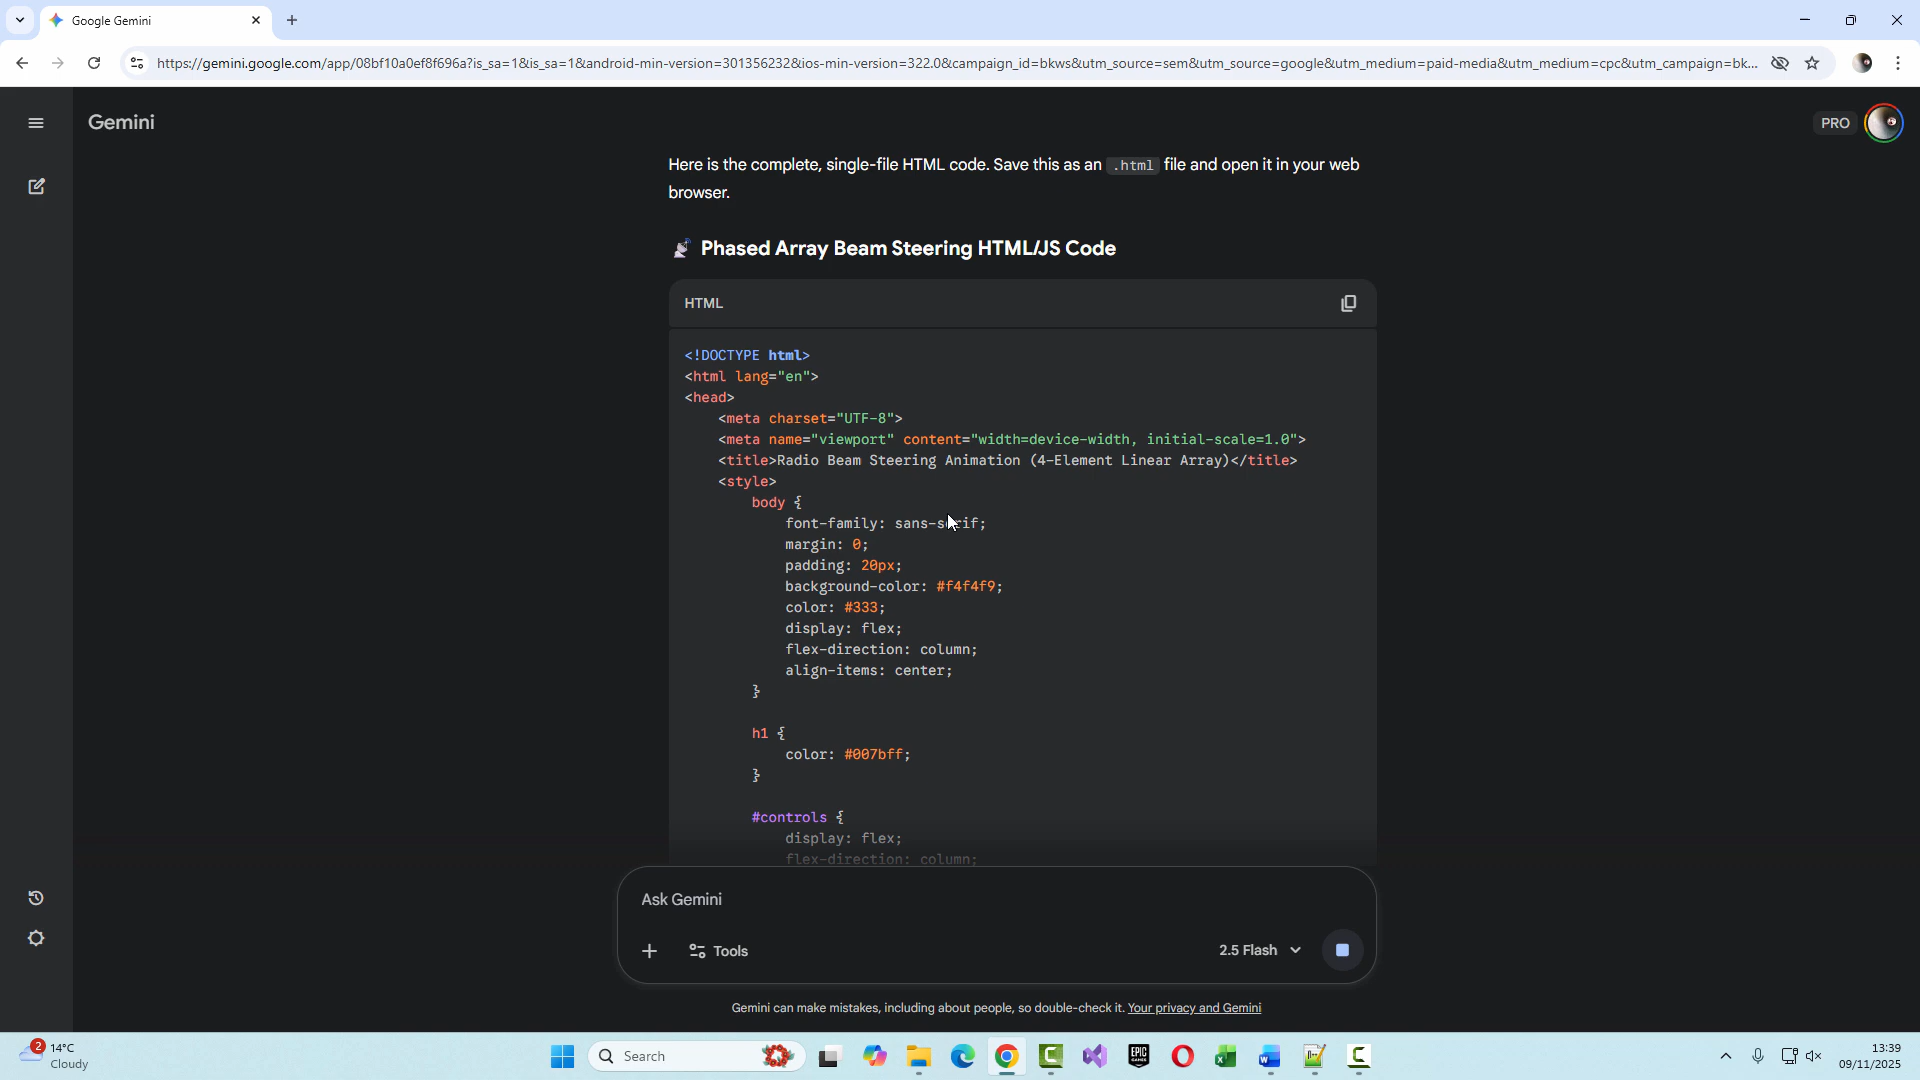 Google Gemini
https://gemini.google.com/app/08bf10a0ef8f696a?is_sa=1&is_sa=1&android-min-version=301356232&ios-min-version=322.0&campaign_id=bkws&utm_source=sem&utm_source=google&utm_medium=paid-media&utm_medium=cpc&utm_campaign=bk...
Gemini
PRO
Here is the complete, single-file HTML code. Save this as an .html file and open it in your web
browser.
Phased Array Beam Steering HTML/JS Code
HTML
<!DOCTYPE html>
<html lang="en">
<head>
    <meta charset="UTF-8">
    <meta name="viewport" content="width=device-width, initial-scale=1.0">
    <title>Radio Beam Steering Animation (4-Element Linear Array)</title>
    <style>
        body {
            font-family: sans-serif;
            margin: 0;
            padding: 20px;
            background-color: #f4f4f9;
            color: #333;
            display: flex;
            flex-direction: column;
            align-items: center;
        }
        h1 {
            color: #007bff;
        }
        #controls {
            display: flex;
            flex-direction: column;
Ask Gemini
Tools
2.5 Flash
Gemini can make mistakes, including about people, so double-check it. Your privacy and Gemini
2
14°C
Cloudy
Search
EPIC GAMES
13:39
09/11/2025